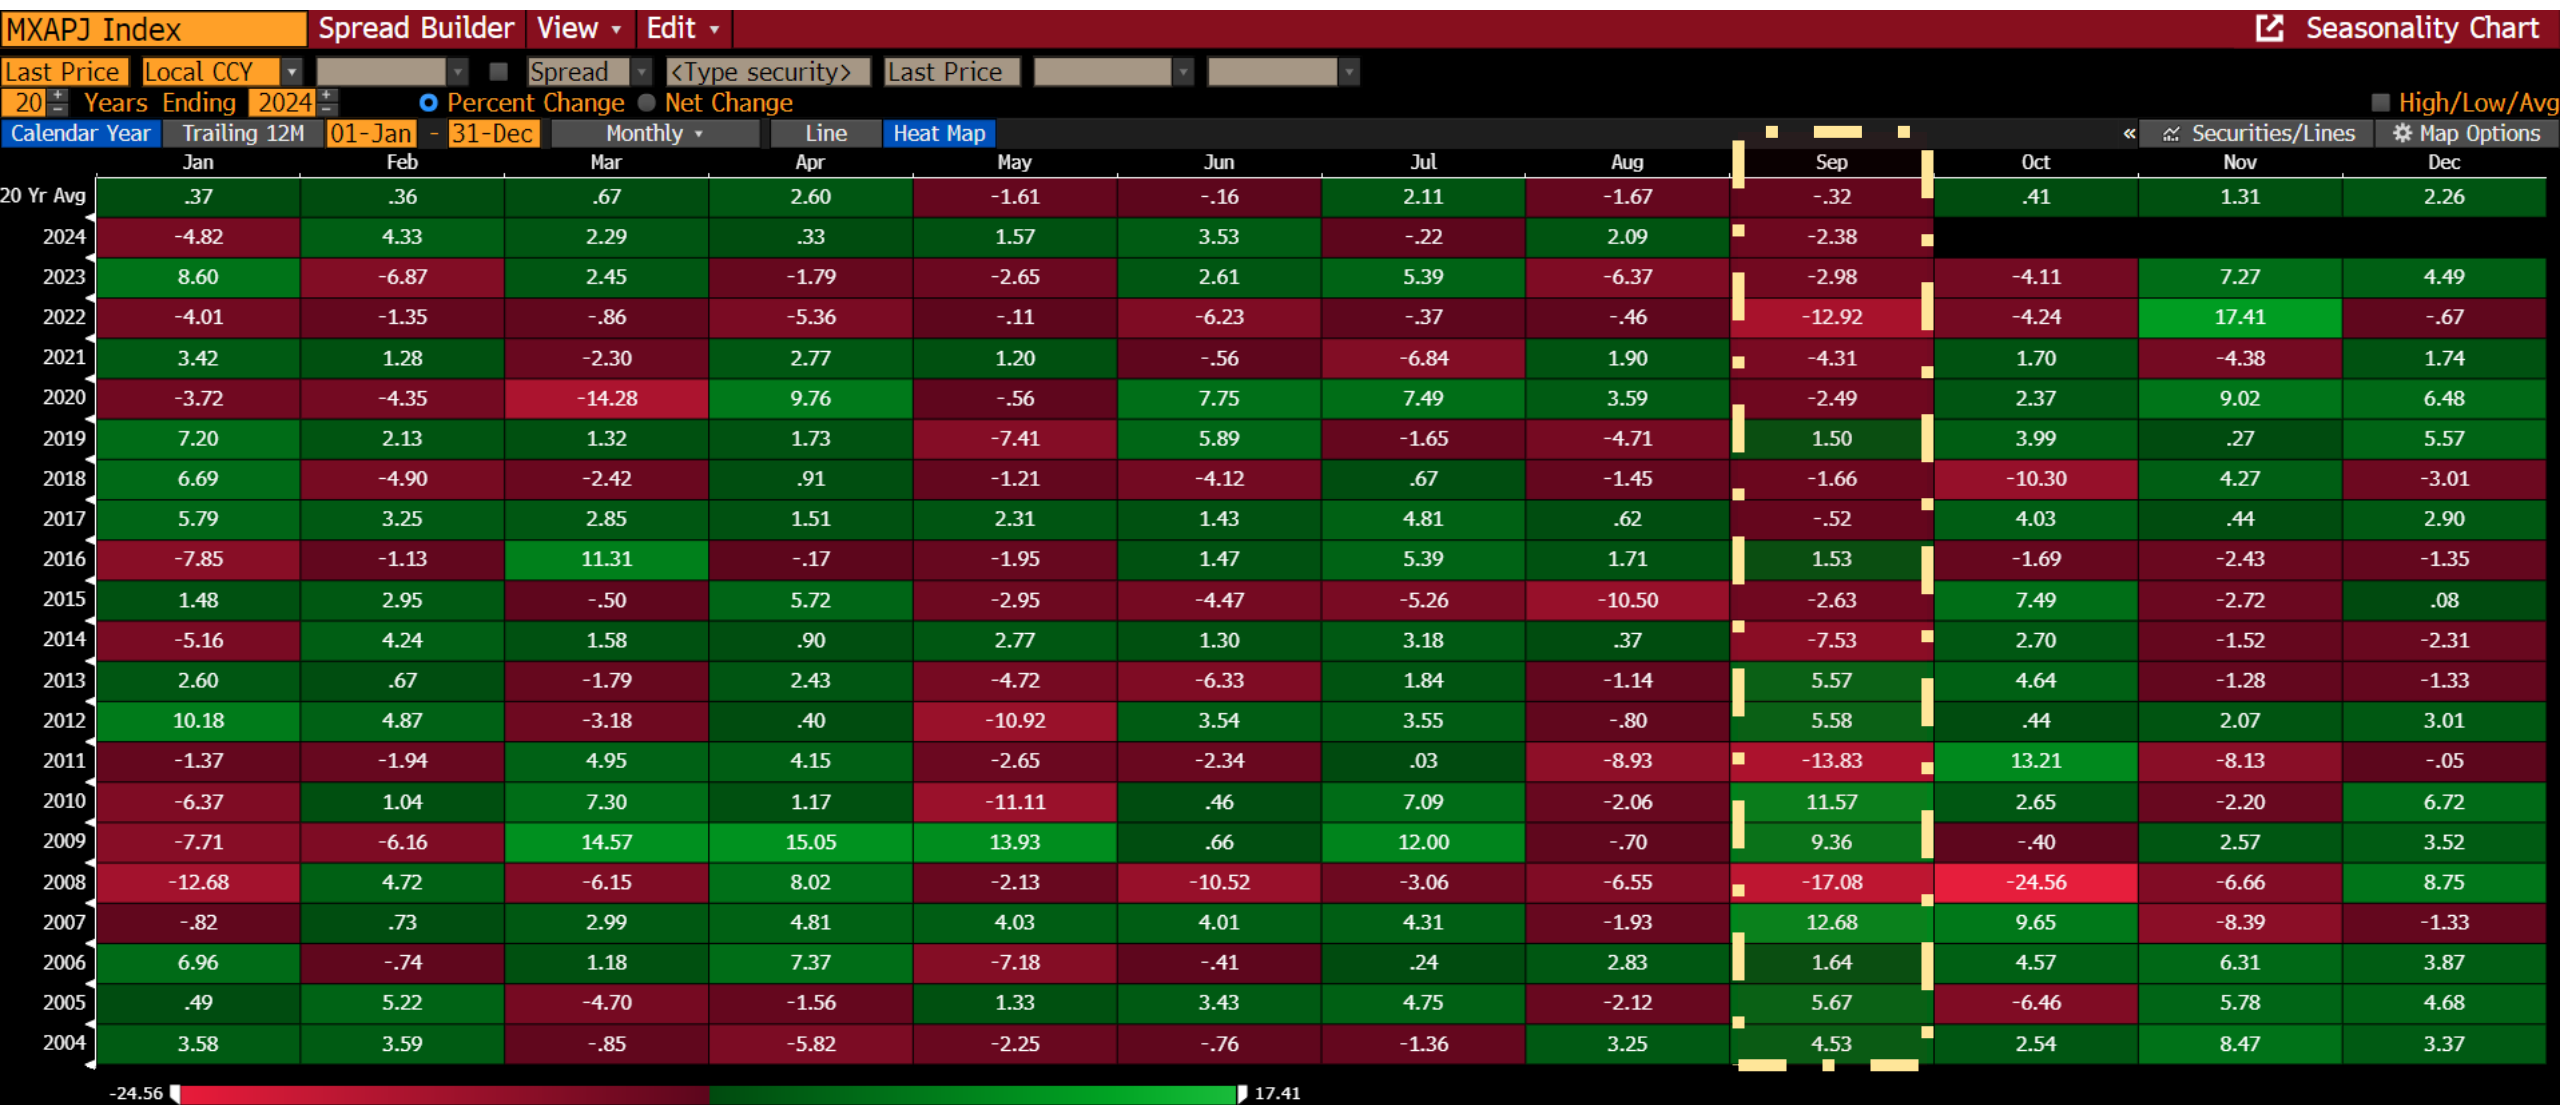 MXAPJ Index Spread Builder View Edit Seasonality Chart
Last Price Local CCY Spread <Type security> Last Price
20 Years Ending 2024 Percent Change Net Change High/Low/Avg
Calendar Year Trailing 12M 01-Jan - 31-Dec Monthly Line Heat Map « Securities/Lines Map Options
Jan Feb Mar Apr May Jun Jul Aug Sep Oct Nov Dec
20 Yr Avg .37 .36 .67 2.60 -1.61 -.16 2.11 -1.67 -.32 .41 1.31 2.26
2024 -4.82 4.33 2.29 .33 1.57 3.53 -.22 2.09 -2.38
2023 8.60 -6.87 2.45 -1.79 -2.65 2.61 5.39 -6.37 -2.98 -4.11 7.27 4.49
2022 -4.01 -1.35 -.86 -5.36 -.11 -6.23 -.37 -.46 -12.92 -4.24 17.41 -.67
2021 3.42 1.28 -2.30 2.77 1.20 -.56 -6.84 1.90 -4.31 1.70 -4.38 1.74
2020 -3.72 -4.35 -14.28 9.76 -.56 7.75 7.49 3.59 -2.49 2.37 9.02 6.48
2019 7.20 2.13 1.32 1.73 -7.41 5.89 -1.65 -4.71 1.50 3.99 .27 5.57
2018 6.69 -4.90 -2.42 .91 -1.21 -4.12 .67 -1.45 -1.66 -10.30 4.27 -3.01
2017 5.79 3.25 2.85 1.51 2.31 1.43 4.81 .62 -.52 4.03 .44 2.90
2016 -7.85 -1.13 11.31 -.17 -1.95 1.47 5.39 1.71 1.53 -1.69 -2.43 -1.35
2015 1.48 2.95 -.50 5.72 -2.95 -4.47 -5.26 -10.50 -2.63 7.49 -2.72 .08
2014 -5.16 4.24 1.58 .90 2.77 1.30 3.18 .37 -7.53 2.70 -1.52 -2.31
2013 2.60 .67 -1.79 2.43 -4.72 -6.33 1.84 -1.14 5.57 4.64 -1.28 -1.33
2012 10.18 4.87 -3.18 .40 -10.92 3.54 3.55 -.80 5.58 .44 2.07 3.01
2011 -1.37 -1.94 4.95 4.15 -2.65 -2.34 .03 -8.93 -13.83 13.21 -8.13 -.05
2010 -6.37 1.04 7.30 1.17 -11.11 .46 7.09 -2.06 11.57 2.65 -2.20 6.72
2009 -7.71 -6.16 14.57 15.05 13.93 .66 12.00 -.70 9.36 -.40 2.57 3.52
2008 -12.68 4.72 -6.15 8.02 -2.13 -10.52 -3.06 -6.55 -17.08 -24.56 -6.66 8.75
2007 -.82 .73 2.99 4.81 4.03 4.01 4.31 -1.93 12.68 9.65 -8.39 -1.33
2006 6.96 -.74 1.18 7.37 -7.18 -.41 .24 2.83 1.64 4.57 6.31 3.87
2005 .49 5.22 -4.70 -1.56 1.33 3.43 4.75 -2.12 5.67 -6.46 5.78 4.68
2004 3.58 3.59 -.85 -5.82 -2.25 -.76 -1.36 3.25 4.53 2.54 8.47 3.37
-24.56 17.41